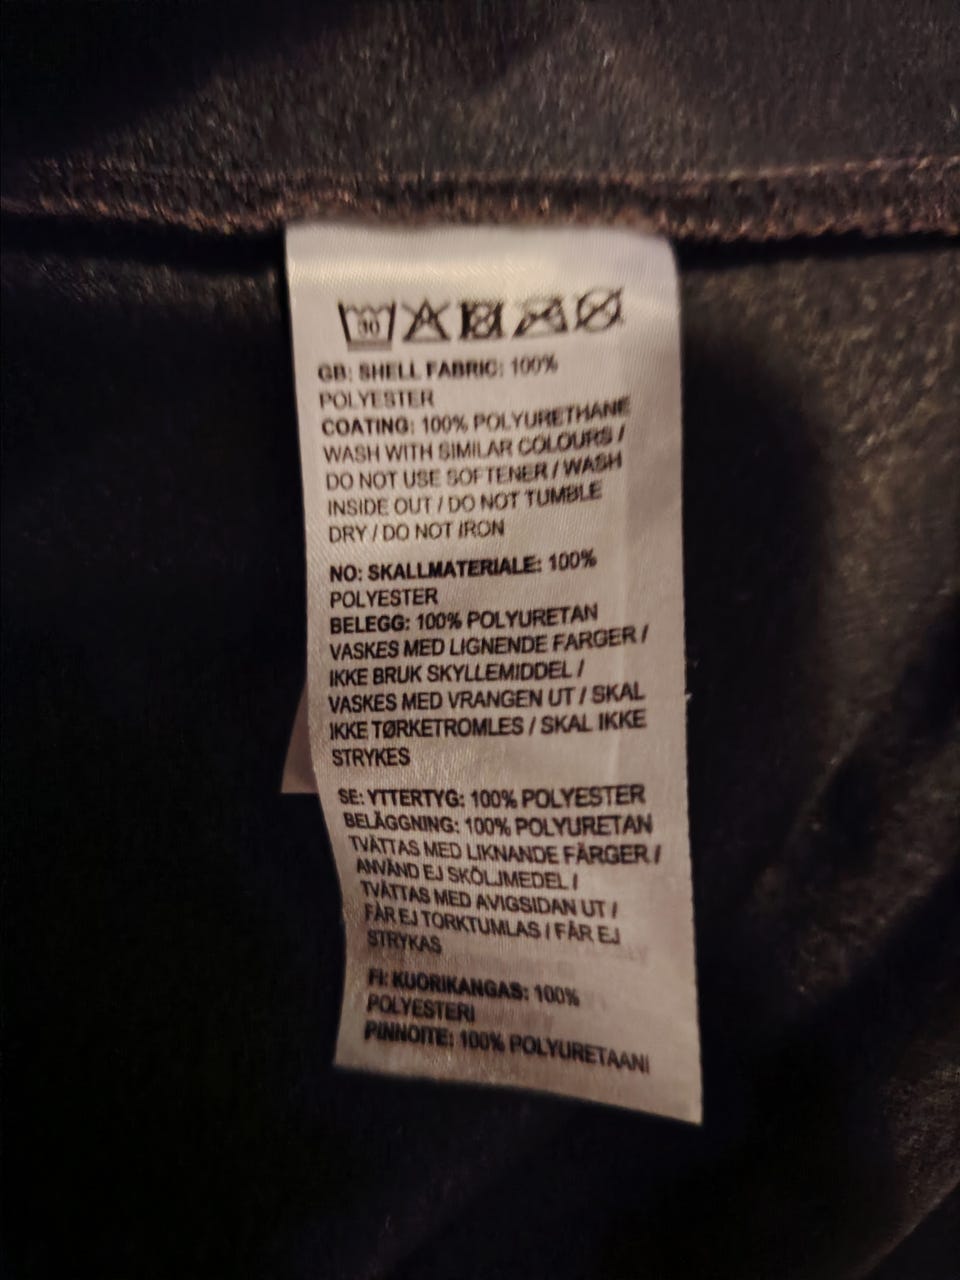 30
GB: SHELL FABRIC: 100%
POLYESTER
COATING: 100% POLYURETHANE
WASH WITH SIMILAR COLOURS /
DO NOT USE SOFTENER / WASH
INSIDE OUT / DO NOT TUMBLE
DRY / DO NOT IRON
NO: SKALLMATERIALE: 100%
POLYESTER
BELEGG: 100% POLYURETAN
VASKES MED LIGNENDE FARGER /
IKKE BRUK SKYLLEMIDDEL /
VASKES MED VRANGEN UT / SKAL
IKKE TØRKETROMLES / SKAL IKKE
STRYKES
SE: YTTERTYG: 100% POLYESTER
BELÄGGNING: 100% POLYURETAN
TVÄTTAS MED LIKNANDE FÄRGER /
ANVÄND EJ SKÖLJMEDEL /
TVÄTTAS MED AVIGSIDAN UT /
FÅR EJ TORKTUMLAS / FÅR EJ
STRYKAS
FI: KUORIKANGAS: 100%
POLYESTERI
PINNOITE: 100% POLYURETAANI